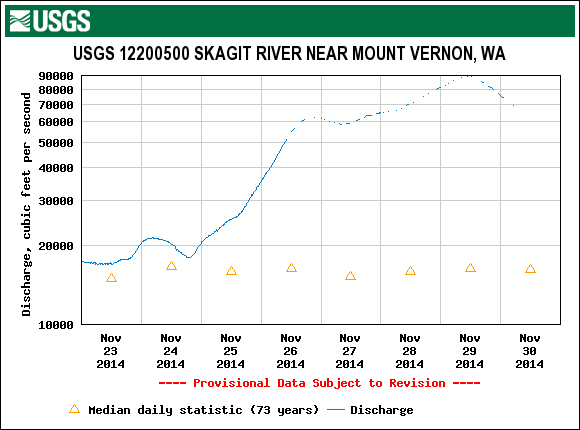 USGS
USGS 12200500 SKAGIT RIVER NEAR MOUNT VERNON, WA
Discharge, cubic feet per second
90000
80000
70000
60000
50000
40000
30000
20000
10000
Nov 23 2014
Nov 24 2014
Nov 25 2014
Nov 26 2014
Nov 27 2014
Nov 28 2014
Nov 29 2014
Nov 30 2014
---- Provisional Data Subject to Revision ----
Median daily statistic (73 years) Discharge